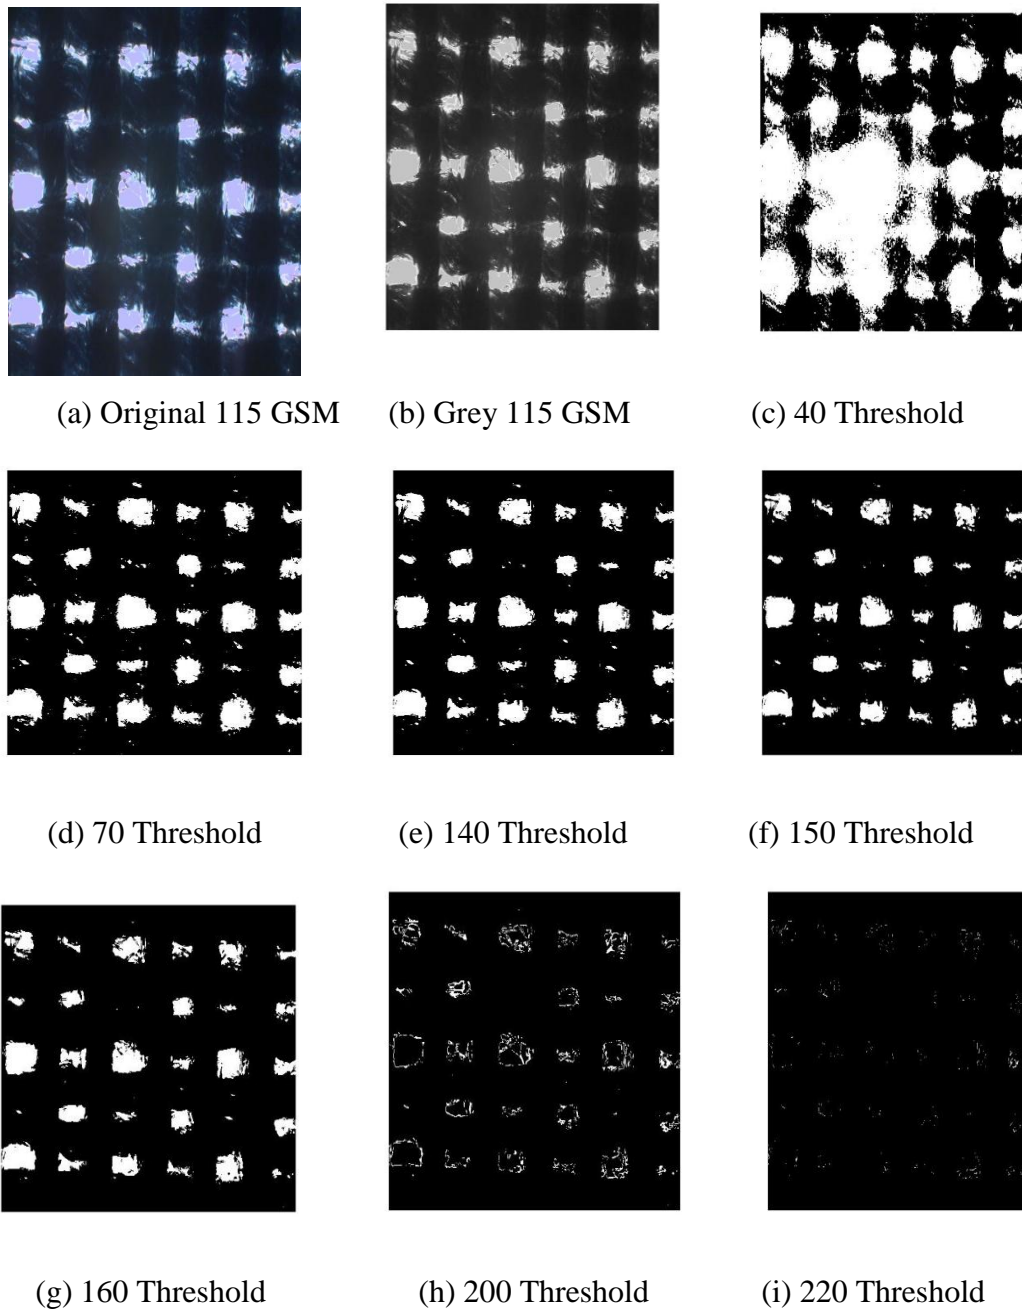 (a) Original 115 GSM (b) Grey 115 GSM (c) 40 Threshold
(d) 70 Threshold (e) 140 Threshold (f) 150 Threshold
(g) 160 Threshold (h) 200 Threshold (i) 220 Threshold